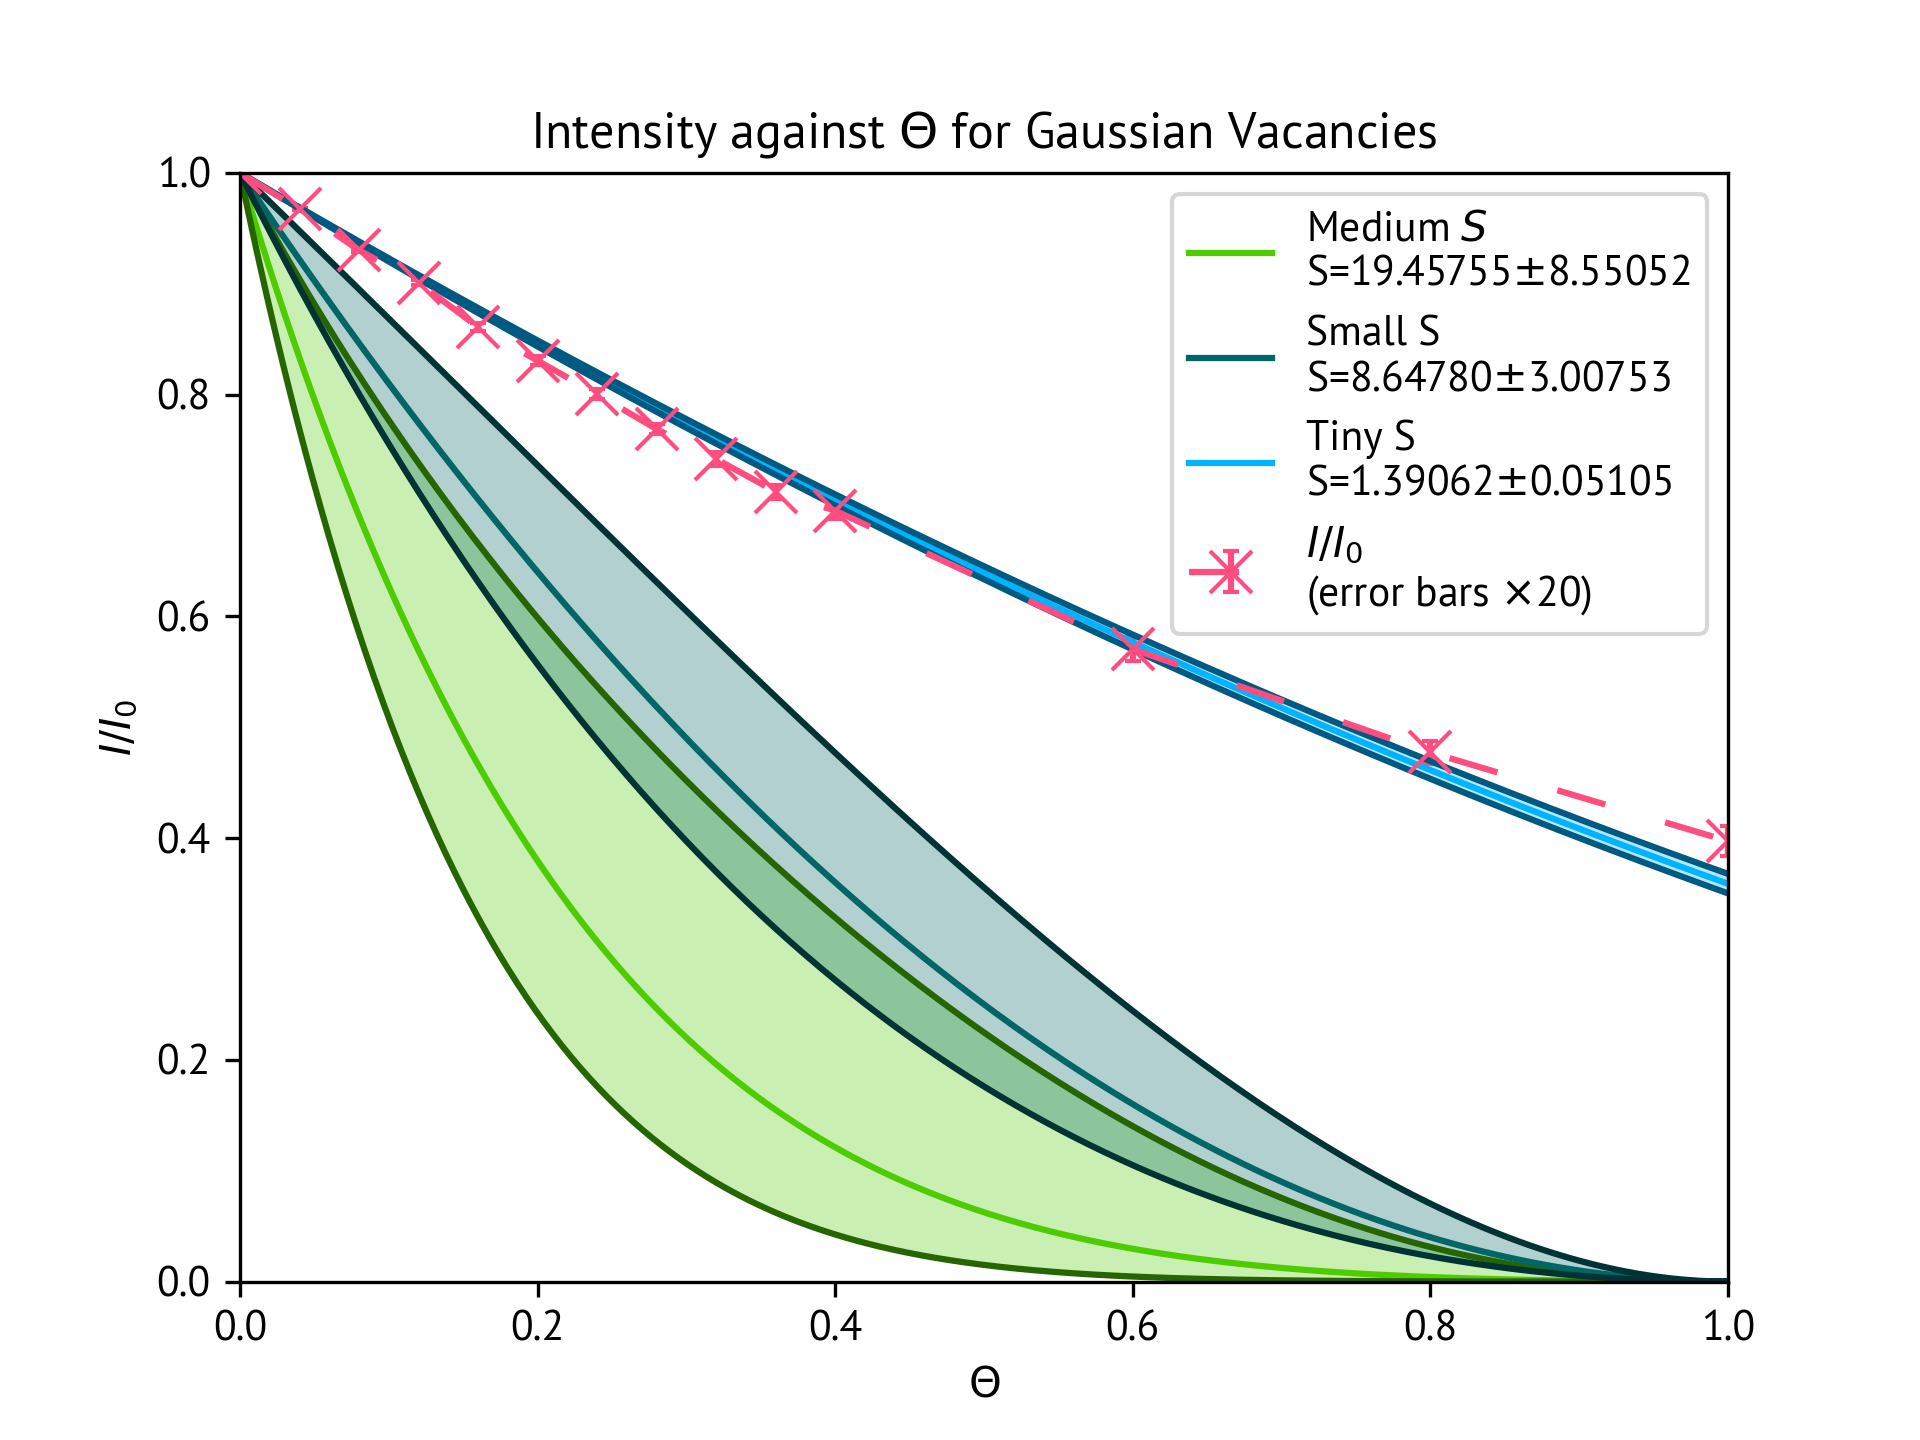 Intensity against Θ for Gaussian Vacancies
1.0
0.8
0.6
0.4
0.2
0.0
I/I₀
0.0 0.2 0.4 0.6 0.8 1.0
Θ
Medium S
S=19.45755±8.55052
Small S
S=8.64780±3.00753
Tiny S
S=1.39062±0.05105
I/I₀
(error bars ×20)